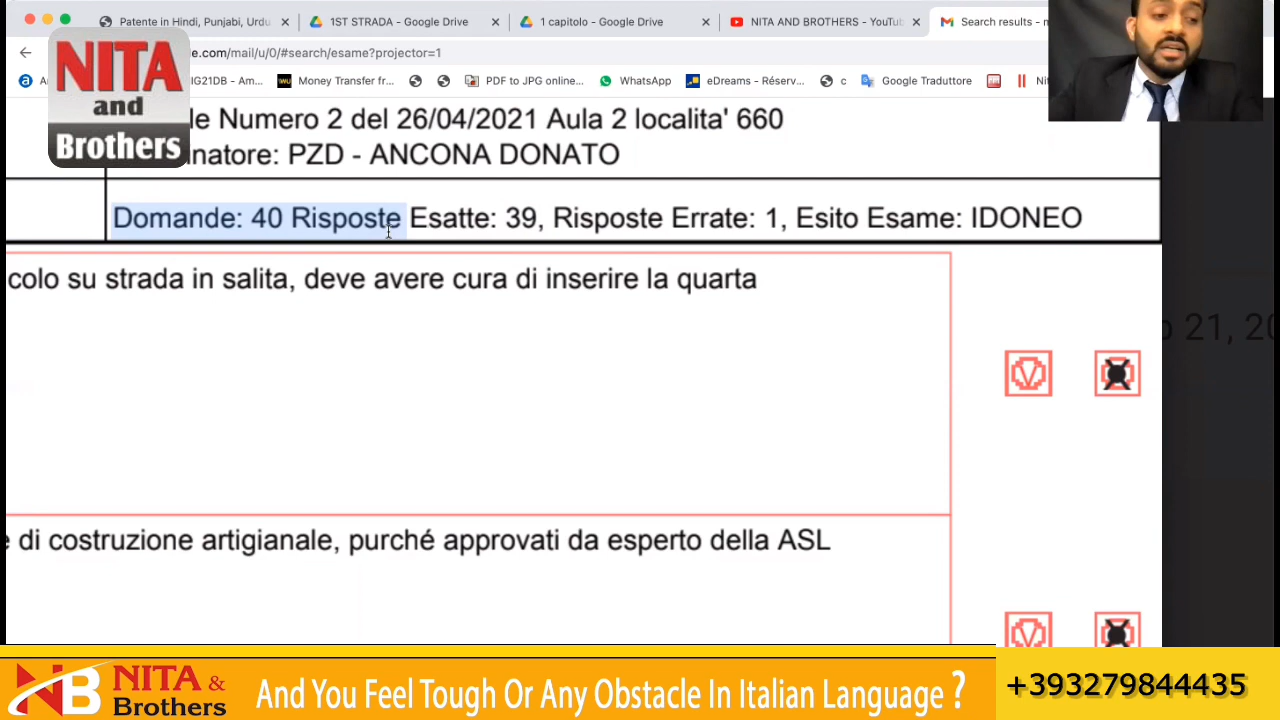 Patente in Hindi, Punjabi, Urdu
1ST STRADA - Google Drive
1 capitolo - Google Drive
NITA AND BROTHERS - YouTub
Search results - m
e.com/mail/u/0/#search/esame?projector=1
IG21DB - Am...
Money Transfer fr...
PDF to JPG online...
WhatsApp
eDreams - Réserv...
c
Google Traduttore
NITA
and
Brothers
le Numero 2 del 26/04/2021 Aula 2 localita' 660
inatore: PZD - ANCONA DONATO
Domande: 40 Risposte Esatte: 39, Risposte Errate: 1, Esito Esame: IDONEO
colo su strada in salita, deve avere cura di inserire la quarta
21, 20
V
di costruzione artigianale, purché approvati da esperto della ASL
V
NB NITA &
Brothers
And You Feel Tough Or Any Obstacle In Italian Language ?
+393279844435